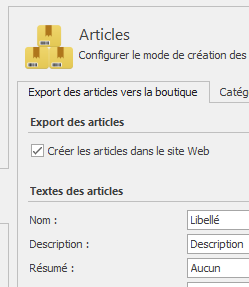 Articles
Configurer le mode de création des
Export des articles vers la boutique
Catég
Export des articles
Créer les articles dans le site Web
Textes des articles
Nom :
Libellé
Description :
Description
Résumé :
Aucun